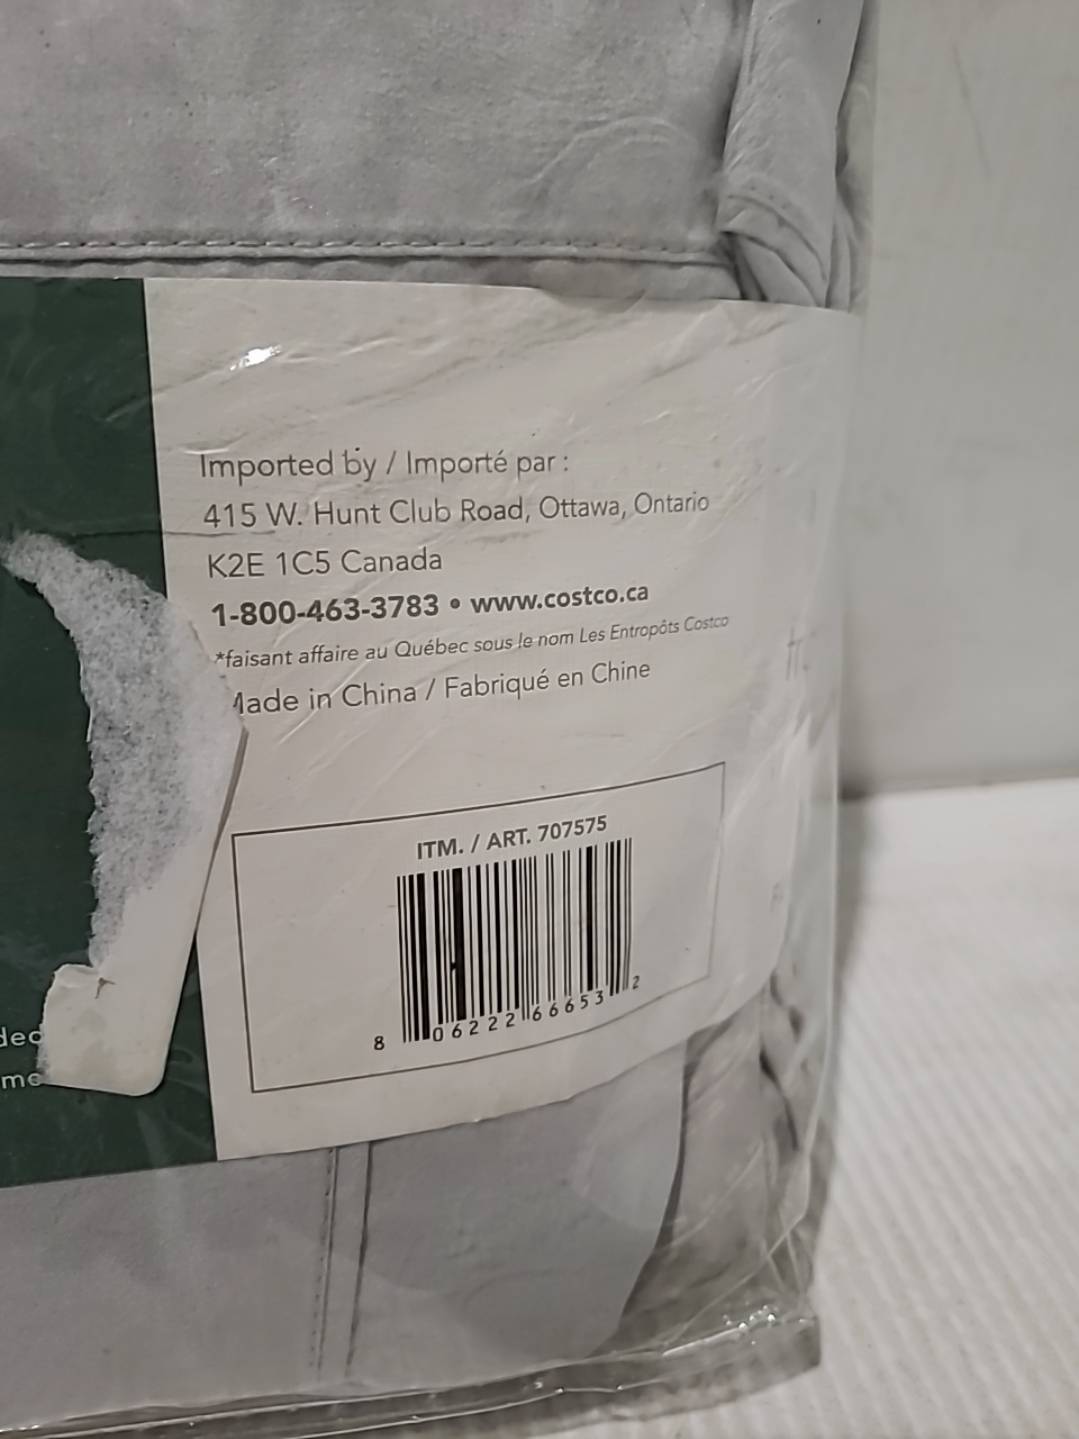 Imported by / Importé par :
415 W. Hunt Club Road, Ottawa, Ontario
K2E 1C5 Canada
1-800-463-3783 • www.costco.ca
*faisant affaire au Québec sous le nom Les Entropôts Costco
Made in China / Fabriqué en Chine
ITM. / ART. 707575
8 06222 66653 2